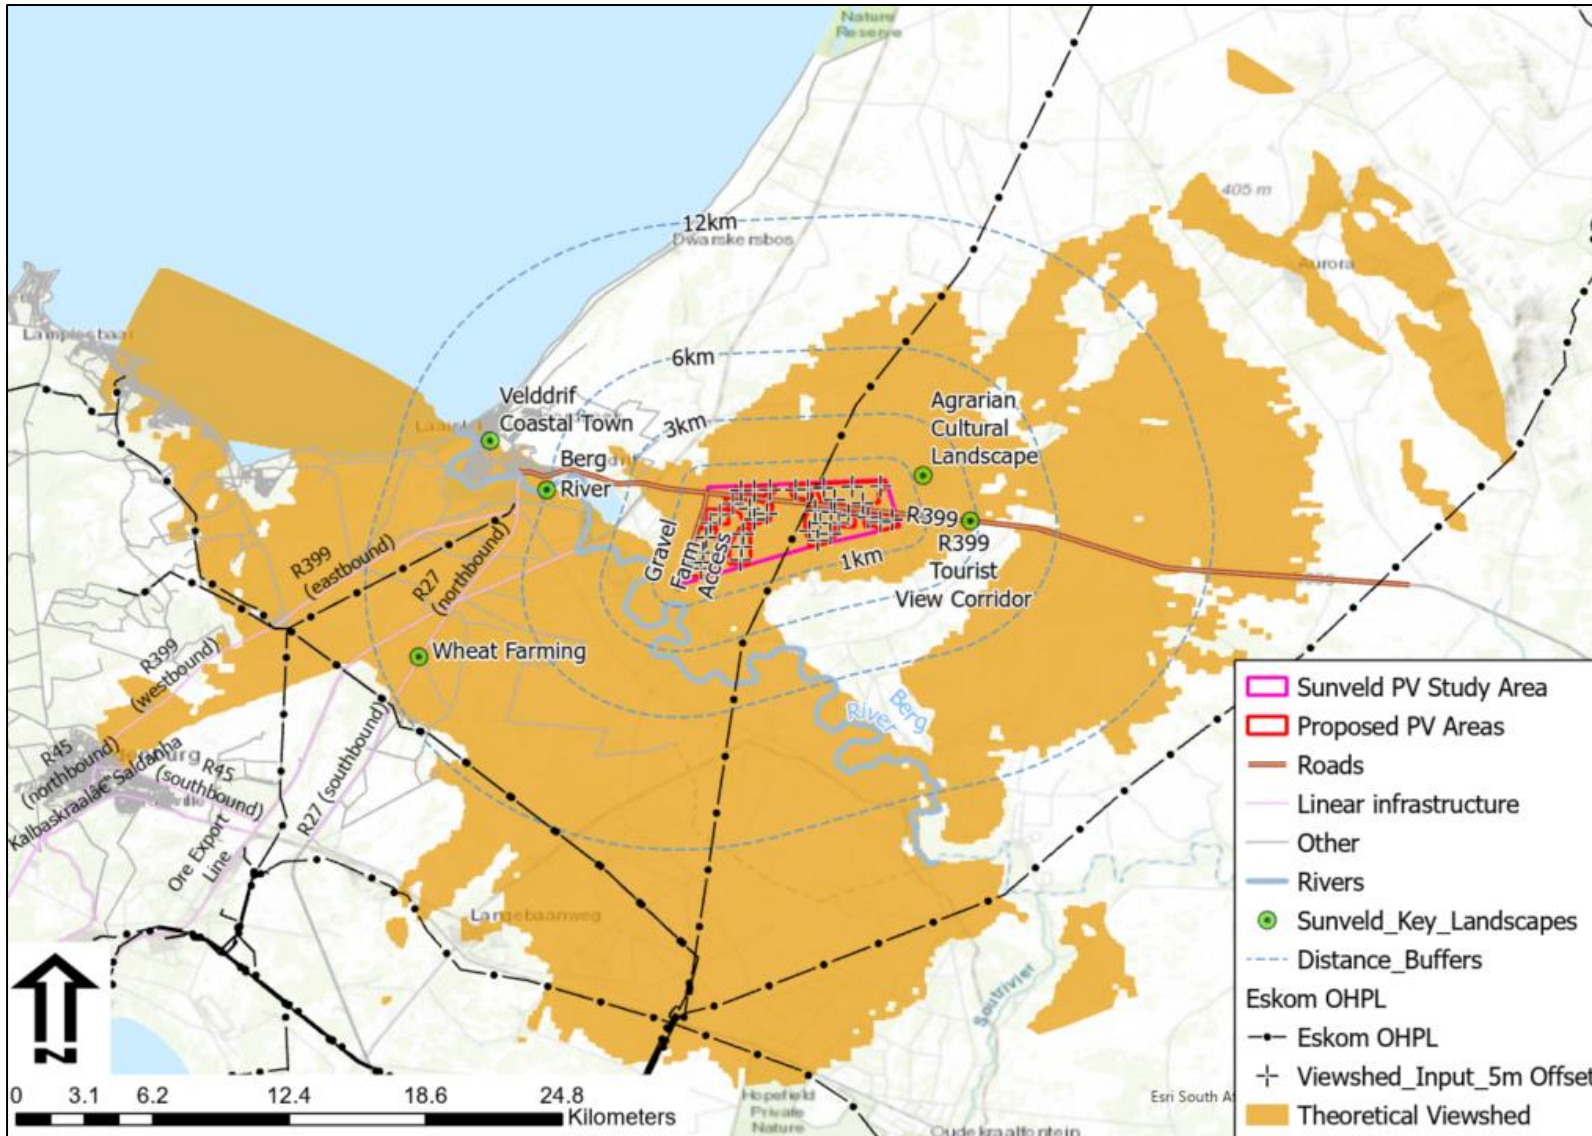 Nature
Reserve
405 m
12km
Dwarskersbos
Aurora
6km
Velddrif
Coastal Town
Agrarian
Cultural
Landscape
3km
Berg
River
R399
R399
Tourist
View Corridor
1km
Gravel
Farm
Access
R399
(eastbound)
R27
(northbound)
R399
(westbound)
Wheat Farming
Berg
River
R45
(northbound)
R45
(southbound)
Kalbaskraalâ€“Saldanha
R27 (southbound)
Ore Export
Line
Langebaanweg
Soutrivier
Hopefield
Private
Nature
Oudekraalfontein
Esri South Af
N
0 3.1 6.2 12.4 18.6 24.8
Kilometers
Sunveld PV Study Area
Proposed PV Areas
Roads
Linear infrastructure
Other
Rivers
Sunveld_Key_Landscapes
Distance_Buffers
Eskom OHPL
Eskom OHPL
Viewshed_Input_5m Offset
Theoretical Viewshed